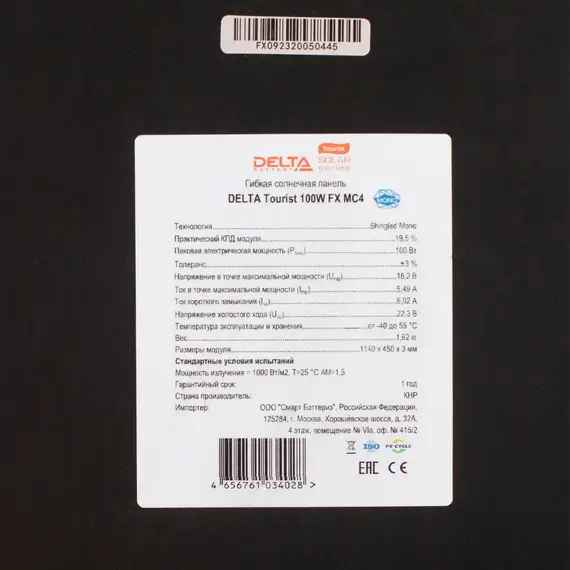 FX092320050445
DELTA
BATTERY
Tourist
SOLAR
series
Гибкая солнечная панель
DELTA Tourist 100W FX MC4
MONO
Технология Shingled Mono
Практический КПД модуля 19,5 %
Пиковая электрическая мощность (Pmax) 100 Вт
Толеранс ±3 %
Напряжение в точке максимальной мощности (Ump) 18,2 В
Ток в точке максимальной мощности (Imp) 5,49 А
Ток короткого замыкания (Isc) 6,02 А
Напряжение холостого хода (Uoc) 22,3 В
Температура эксплуатации и хранения от -40 до 55 °С
Вес 1,62 кг
Размеры модуля 1140 x 450 x 3 мм
Стандартные условия испытаний
Мощность излучения = 1000 Вт/м2, T=25 °C AM=1,5
Гарантийный срок: 1 год
Страна производитель: КНР
Импортер: ООО "Смарт Бэттериз", Российская Федерация,
125284, г. Москва, Хорошёвское шоссе, д. 32А,
4 этаж, помещение № VIIa, оф. № 415/2
ISO
PV CYCLE
EAC CE
4 656761 034028 >